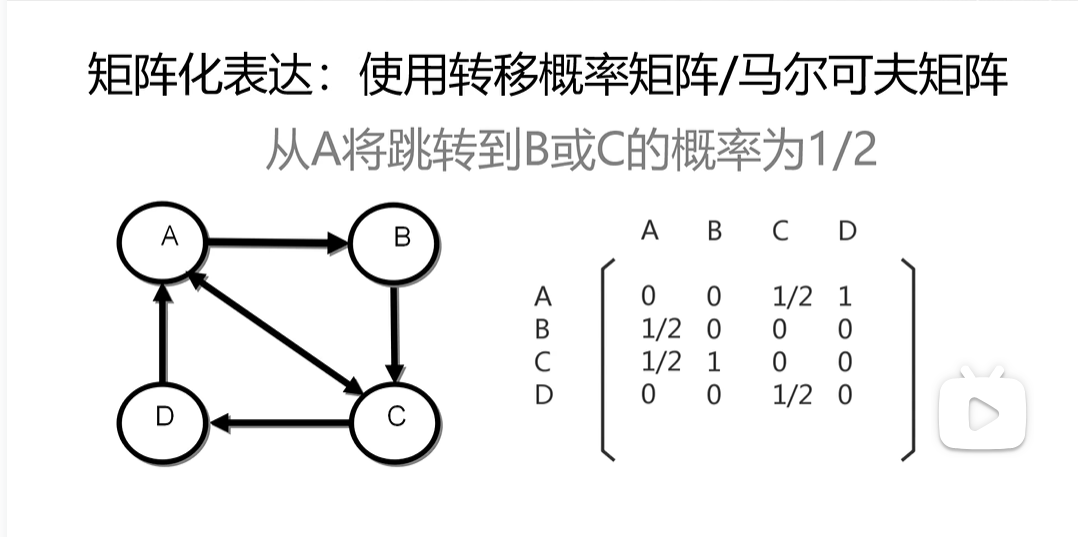 矩阵化表达：使用转移概率矩阵/马尔可夫矩阵
从A将跳转到B或C的概率为1/2
A B
D C
A B C D
A 0 0 1/2 1
B 1/2 0 0 0
C 1/2 1 0 0
D 0 0 1/2 0